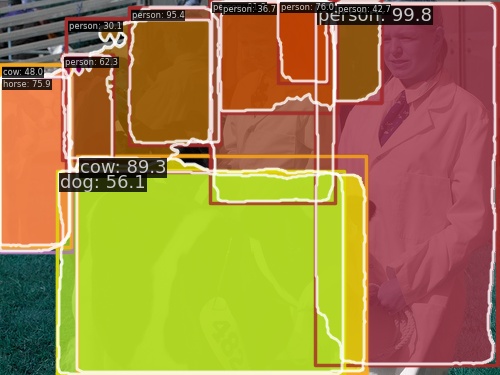 person: 95.4
person: 36.7
person: 76.0
person: 42.7
person: 99.8
person: 30.1
person: 62.3
cow: 48.0
horse: 75.9
cow: 89.3
dog: 56.1